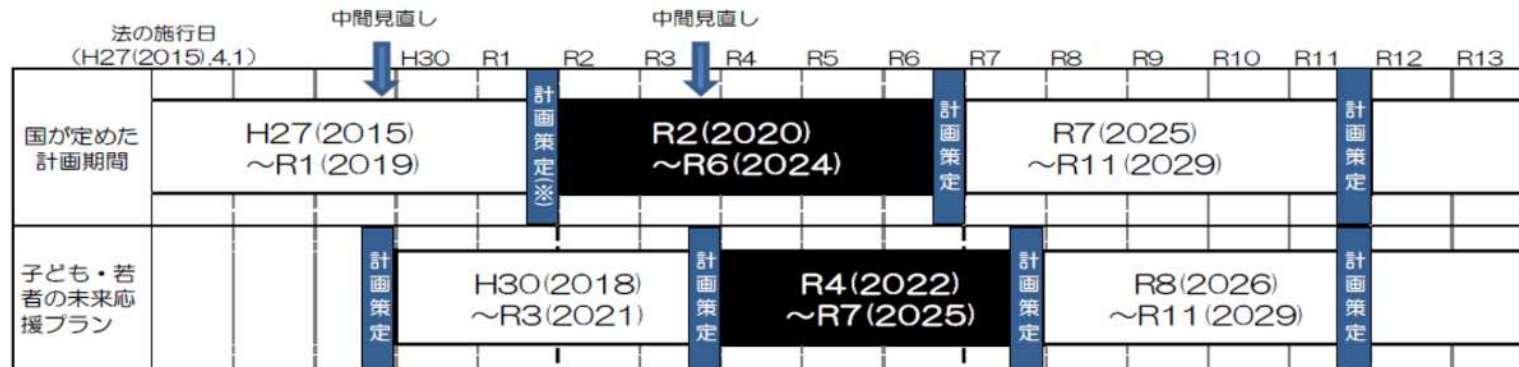 中間見直し
中間見直し
法の施行日
(H27(2015).4.1)
H30 R1 R2 R3 R4 R5 R6 R7 R8 R9 R10 R11 R12 R13
国が定めた
計画期間
H27(2015)
～R1(2019)
計画策定(※)
R2(2020)
～R6(2024)
計画策定
R7(2025)
～R11(2029)
計画策定
子ども・若
者の未来応
援プラン
計画策定
H30(2018)
～R3(2021)
計画策定
R4(2022)
～R7(2025)
計画策定
R8(2026)
～R11(2029)
計画策定